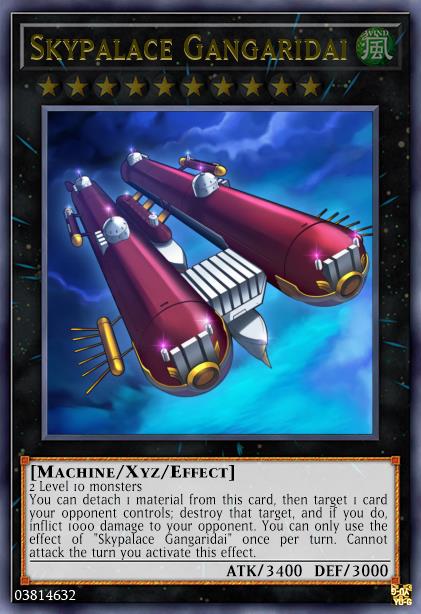 SKYPALACE GANGARIDAI
WIND
風
[MACHINE/XYZ/EFFECT]
2 Level 10 monsters
You can detach 1 material from this card, then target 1 card
your opponent controls; destroy that target, and if you do,
inflict 1000 damage to your opponent. You can only use the
effect of "Skypalace Gangaridai" once per turn. Cannot
attack the turn you activate this effect.
ATK/3400 DEF/3000
03814632